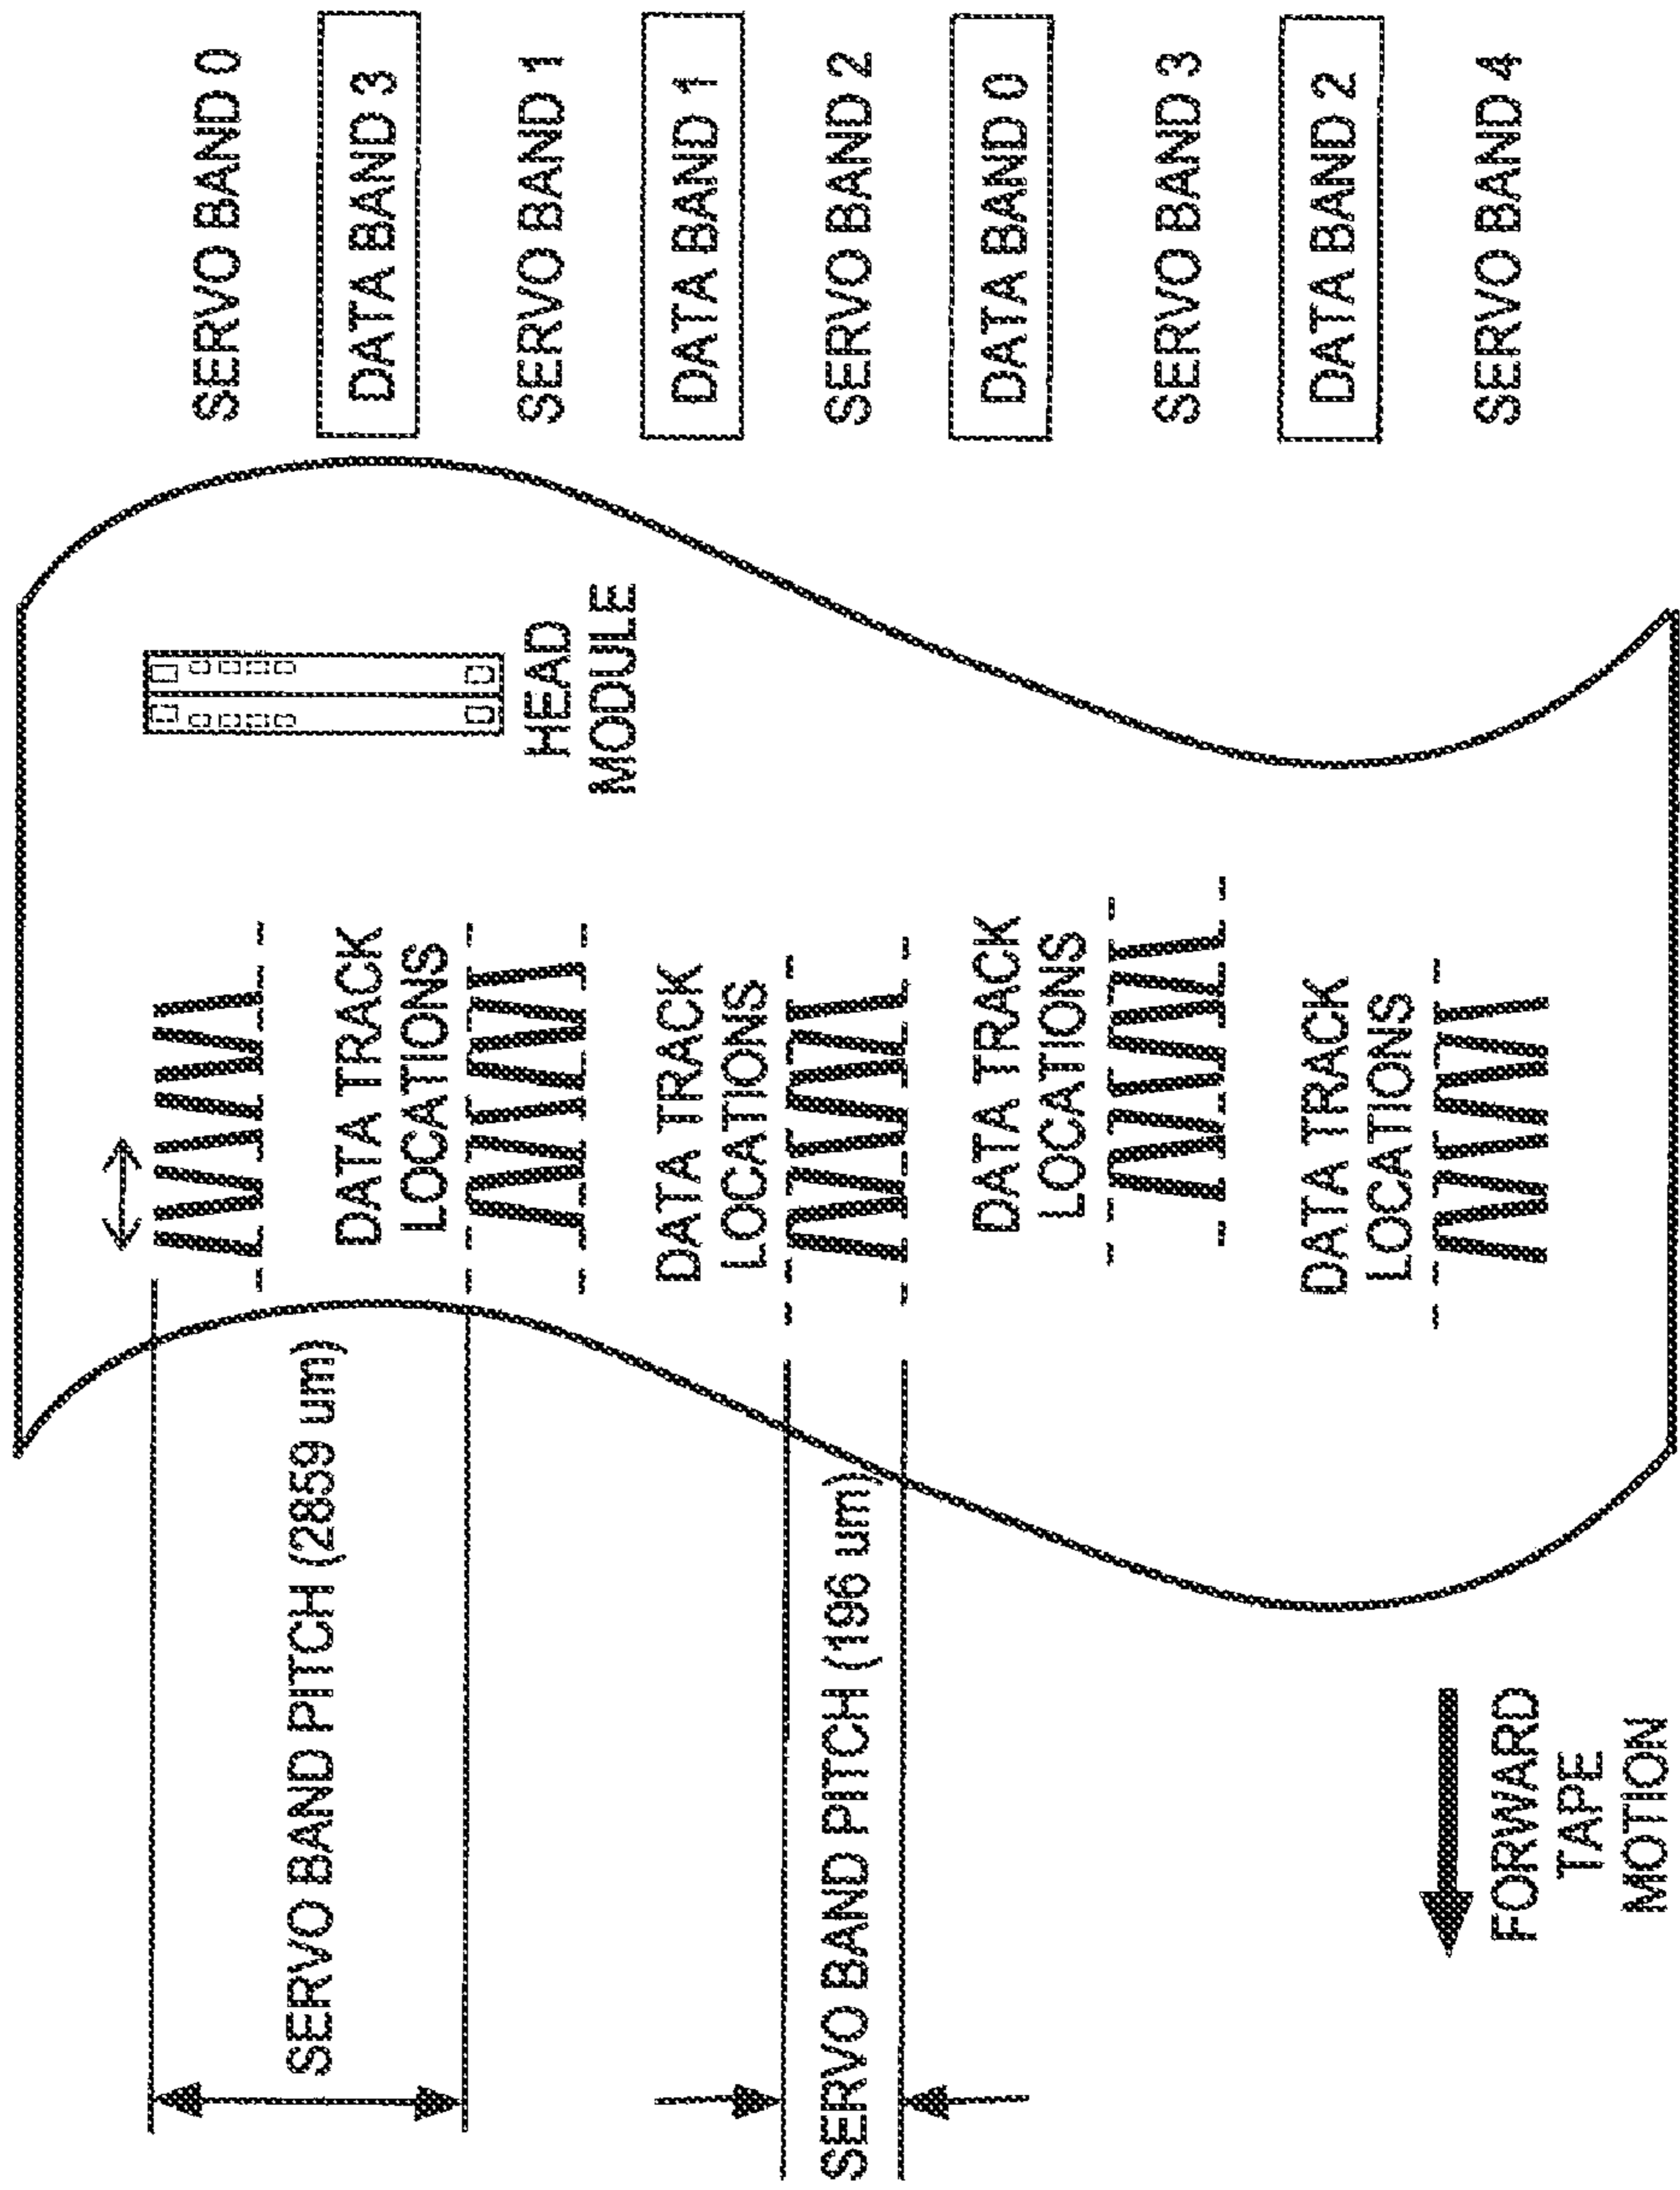 SERVO BAND 0
DATA BAND 3
SERVO BAND 1
DATA BAND 1
SERVO BAND 2
DATA BAND 0
SERVO BAND 3
DATA BAND 2
SERVO BAND 4
HEAD
MODULE
DATA TRACK
LOCATIONS
DATA TRACK
LOCATIONS
DATA TRACK
LOCATIONS
DATA TRACK
LOCATIONS
SERVO BAND PITCH (2859 um)
SERVO BAND PITCH (196 um)
FORWARD
TAPE
MOTION